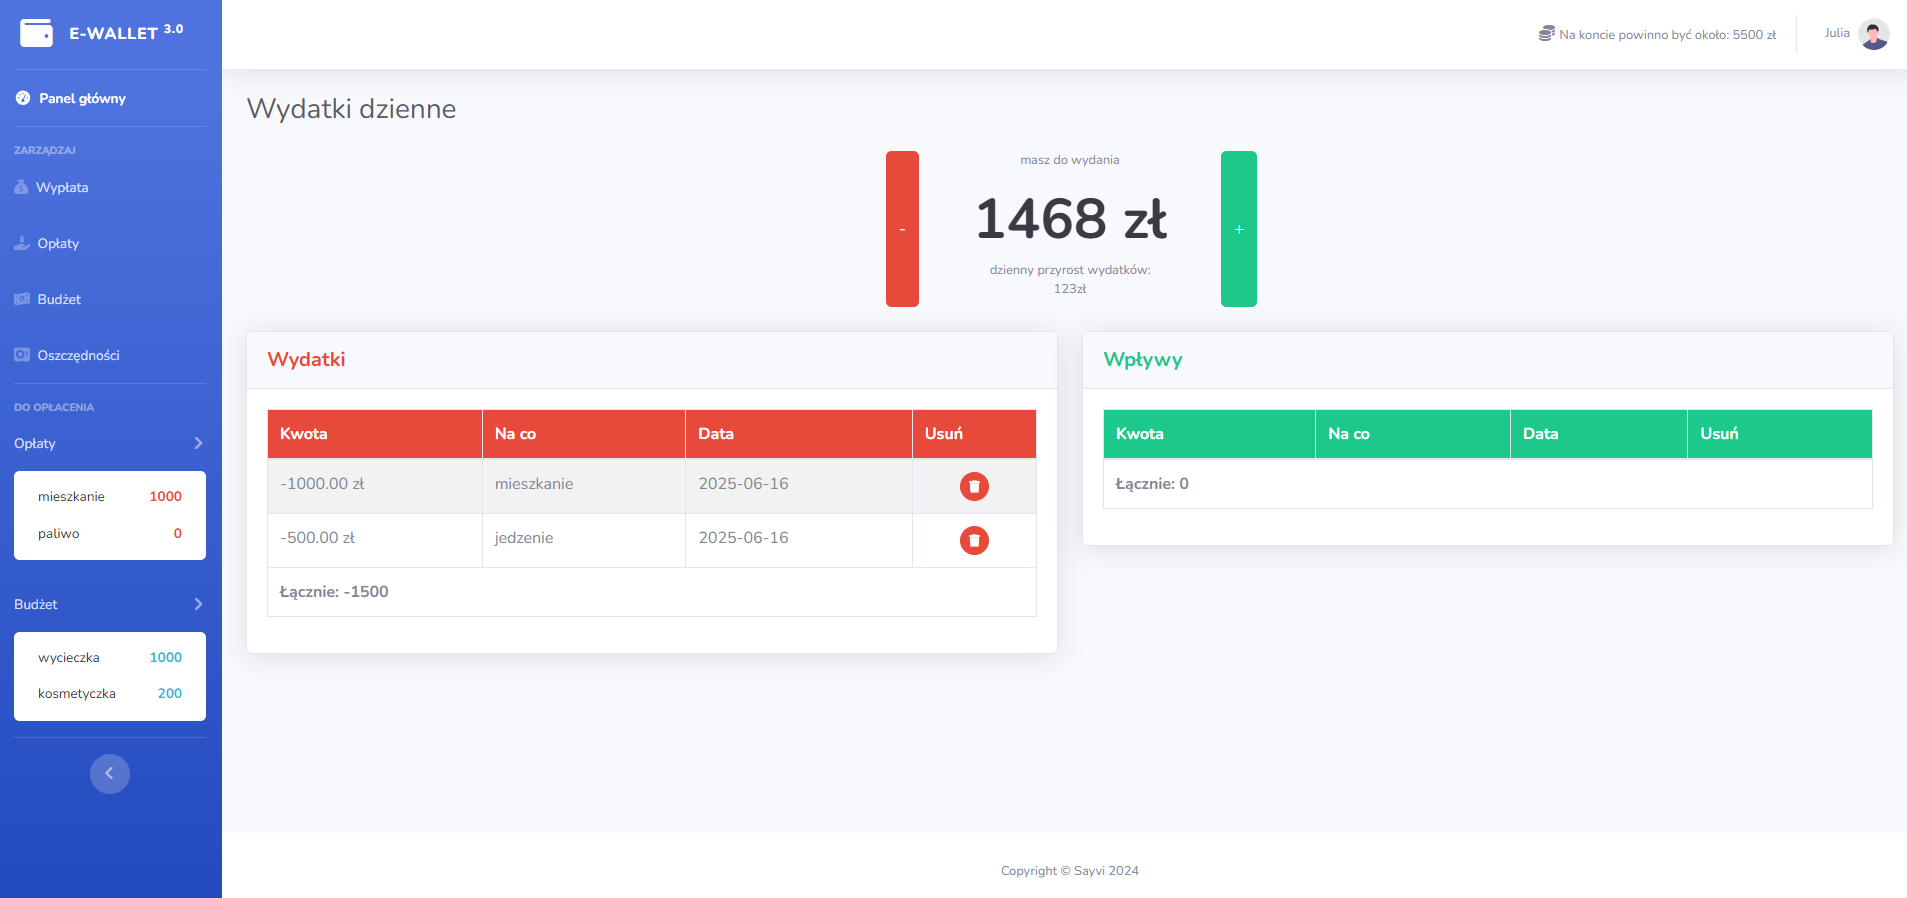 E-WALLET 3.0
Panel główny
ZARZĄDZAJ
Wypłata
Opłaty
Budżet
Oszczędności
DO OPŁACENIA
Opłaty
mieszkanie 1000
paliwo 0
Budżet
wycieczka 1000
kosmetyczka 200
Na koncie powinno być około: 5500 zł
Julia
Wydatki dzienne
-
masz do wydania
1468 zł
dzienny przyrost wydatków:
123zł
+
Wydatki
Kwota Na co Data Usuń
-1000.00 zł mieszkanie 2025-06-16
-500.00 zł jedzenie 2025-06-16
Łącznie: -1500
Wpływy
Kwota Na co Data Usuń
Łącznie: 0
Copyright © Sayvi 2024